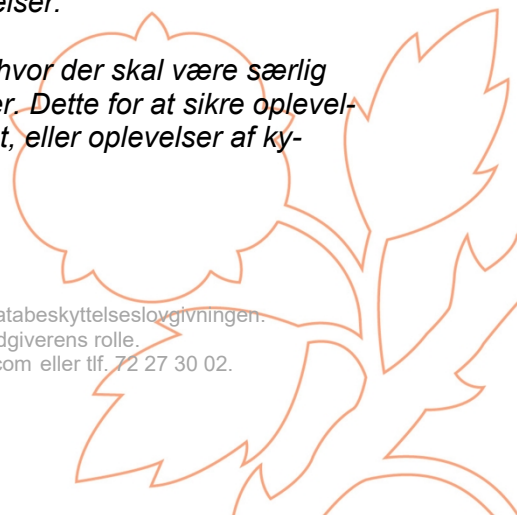 elser.
hvor der skal være særlig
er. Dette for at sikre oplevel-
t, eller oplevelser af ky-
atabeskyttelseslovgivningen.
dgiverens rolle.
com eller tlf. 72 27 30 02.